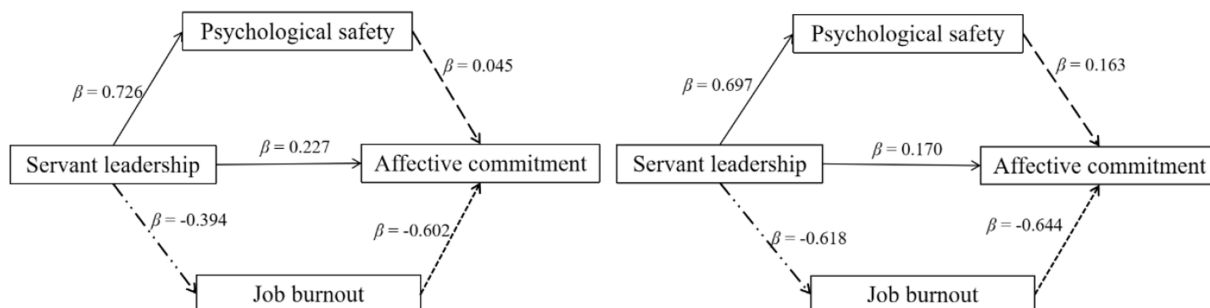 Psychological safety
β = 0.045
β = 0.726
β = 0.227
Servant leadership
Affective commitment
β = -0.394
β = -0.602
Job burnout
Psychological safety
β = 0.163
β = 0.697
β = 0.170
Servant leadership
Affective commitment
β = -0.618
β = -0.644
Job burnout